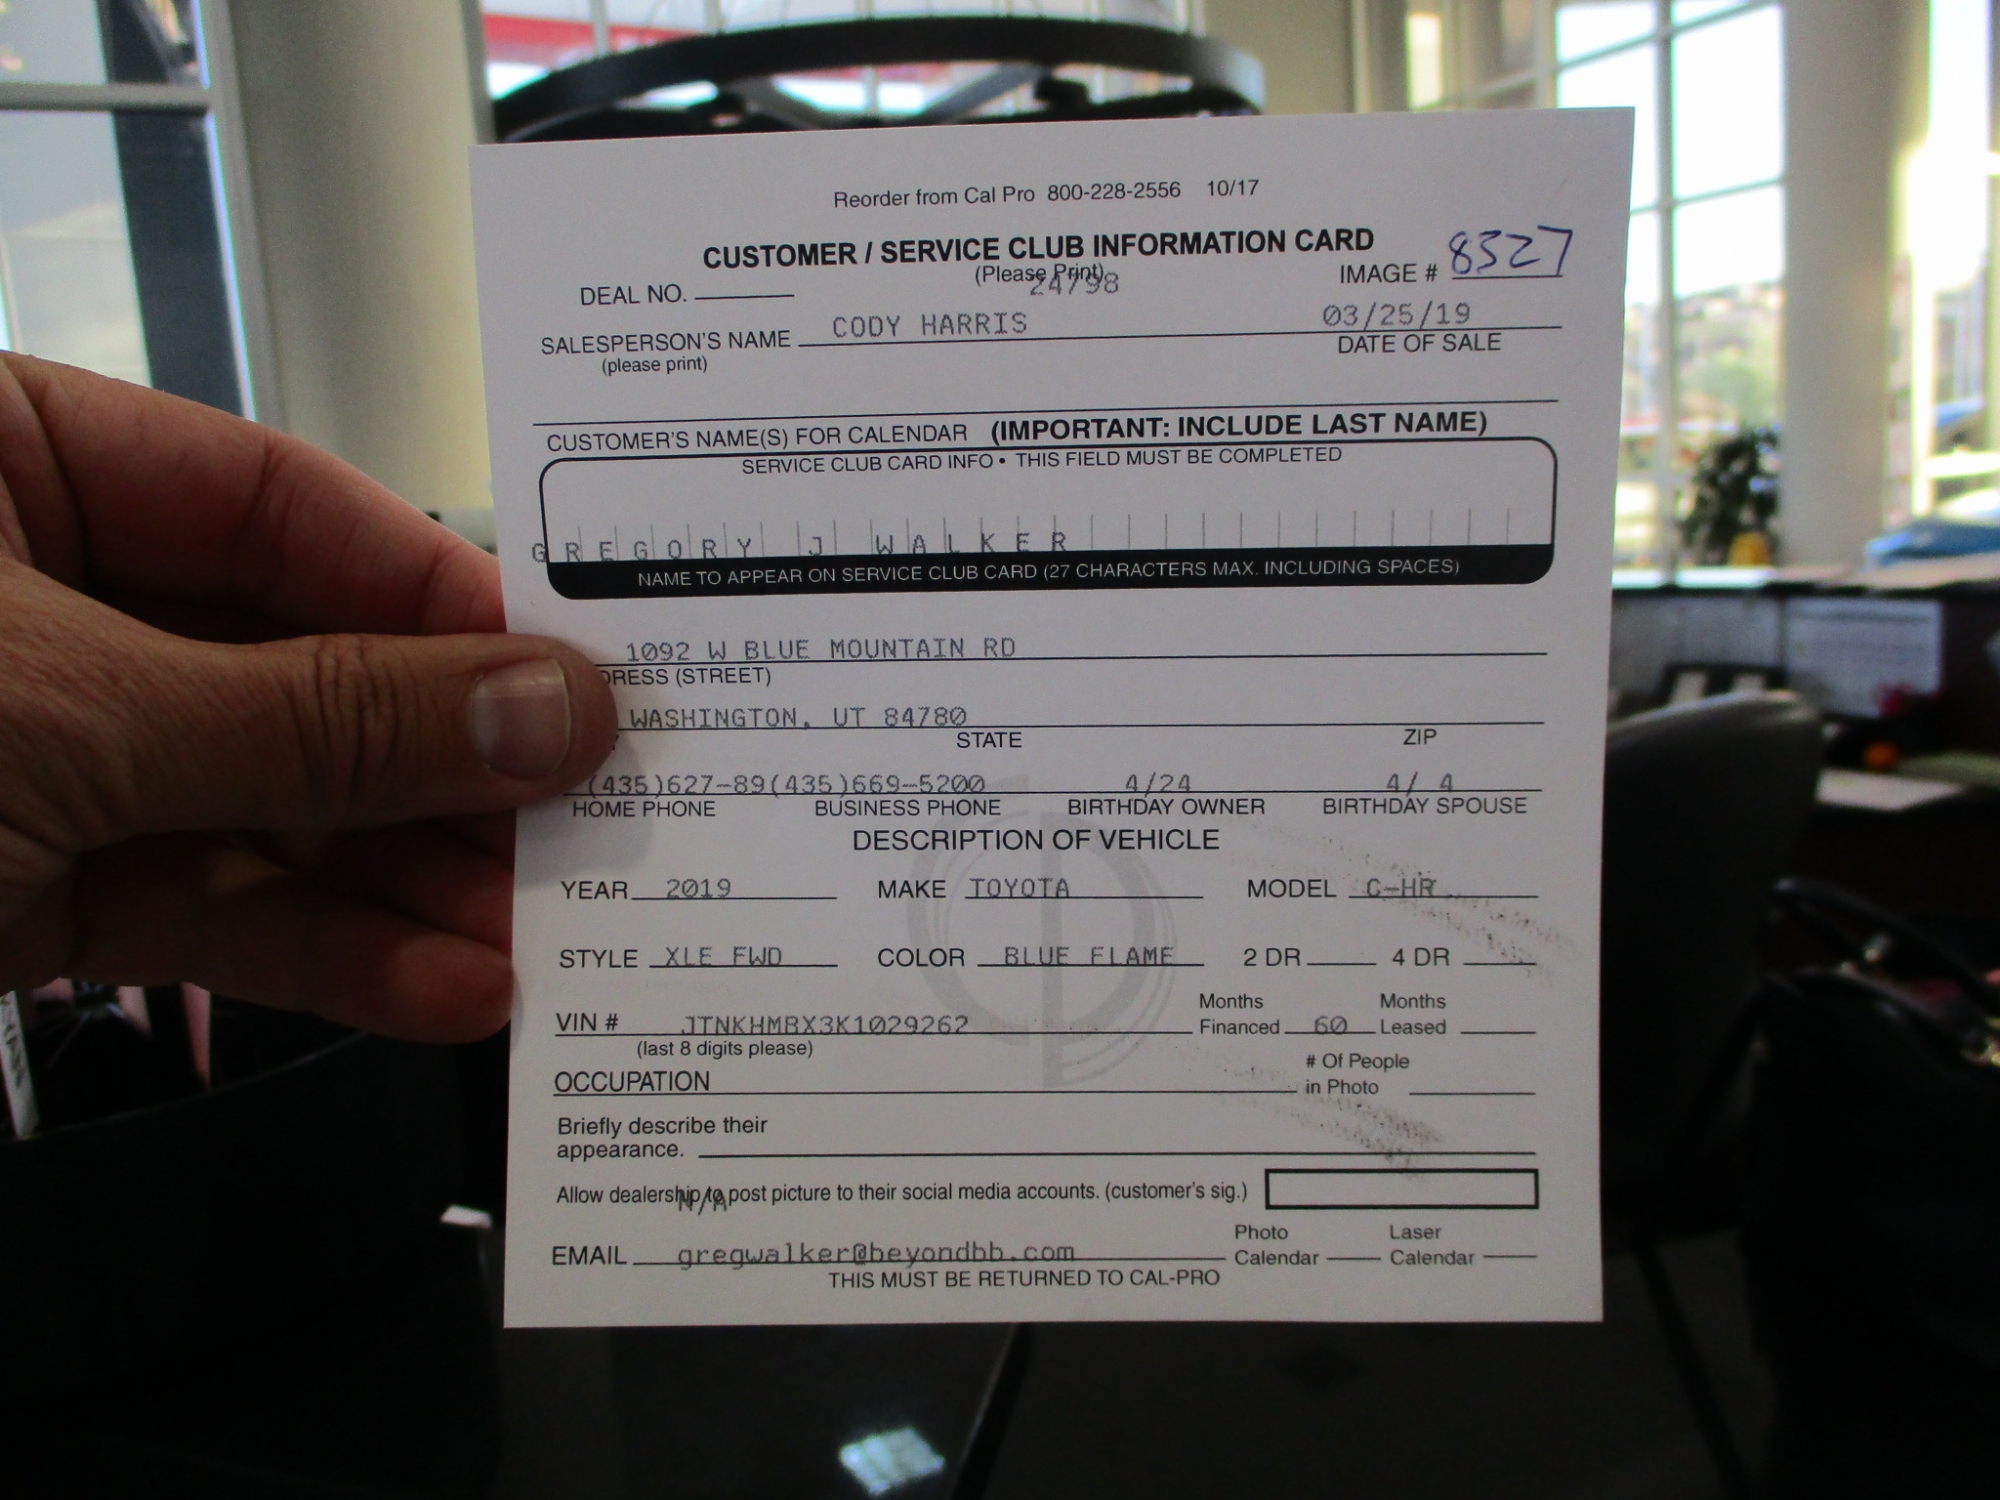 Reorder from Cal Pro 800-228-2556 10/17
CUSTOMER / SERVICE CLUB INFORMATION CARD
(Please Print)
24798
IMAGE # 8327
DEAL NO.
SALESPERSON'S NAME CODY HARRIS 03/25/19
(please print) DATE OF SALE
CUSTOMER'S NAME(S) FOR CALENDAR (IMPORTANT: INCLUDE LAST NAME)
SERVICE CLUB CARD INFO • THIS FIELD MUST BE COMPLETED
GREGORY J WALKER
NAME TO APPEAR ON SERVICE CLUB CARD (27 CHARACTERS MAX. INCLUDING SPACES)
1092 W BLUE MOUNTAIN RD
DRESS (STREET)
WASHINGTON, UT 84780
STATE ZIP
(435)627-89(435)669-5200 4/24 4/ 4
HOME PHONE BUSINESS PHONE BIRTHDAY OWNER BIRTHDAY SPOUSE
DESCRIPTION OF VEHICLE
YEAR 2019 MAKE TOYOTA MODEL C-HR
STYLE XLE FWD COLOR BLUE FLAME 2 DR 4 DR
VIN # JTNKHMBX3K1029262 Months Financed 60 Months Leased
(last 8 digits please)
OCCUPATION # Of People in Photo
Briefly describe their
appearance.
Allow dealership to post picture to their social media accounts. (customer's sig.)
N/A
EMAIL gregwalker@beyondbb.com Photo Calendar Laser Calendar
THIS MUST BE RETURNED TO CAL-PRO